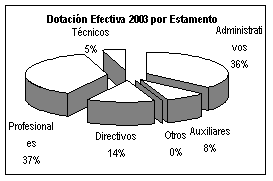 Dotación Efectiva 2003 por Estamento
Técnicos
5%
Administrati
vos
36%
Profesional
es
37%
Directivos
14%
Otros
0%
Auxiliares
8%